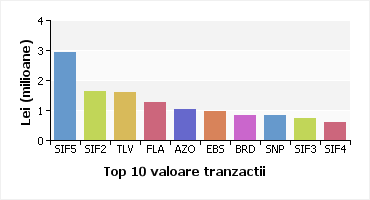 Lei (milioane)
4
3
2
1
0
SIF5 SIF2 TLV FLA AZO EBS BRD SNP SIF3 SIF4
Top 10 valoare tranzactii